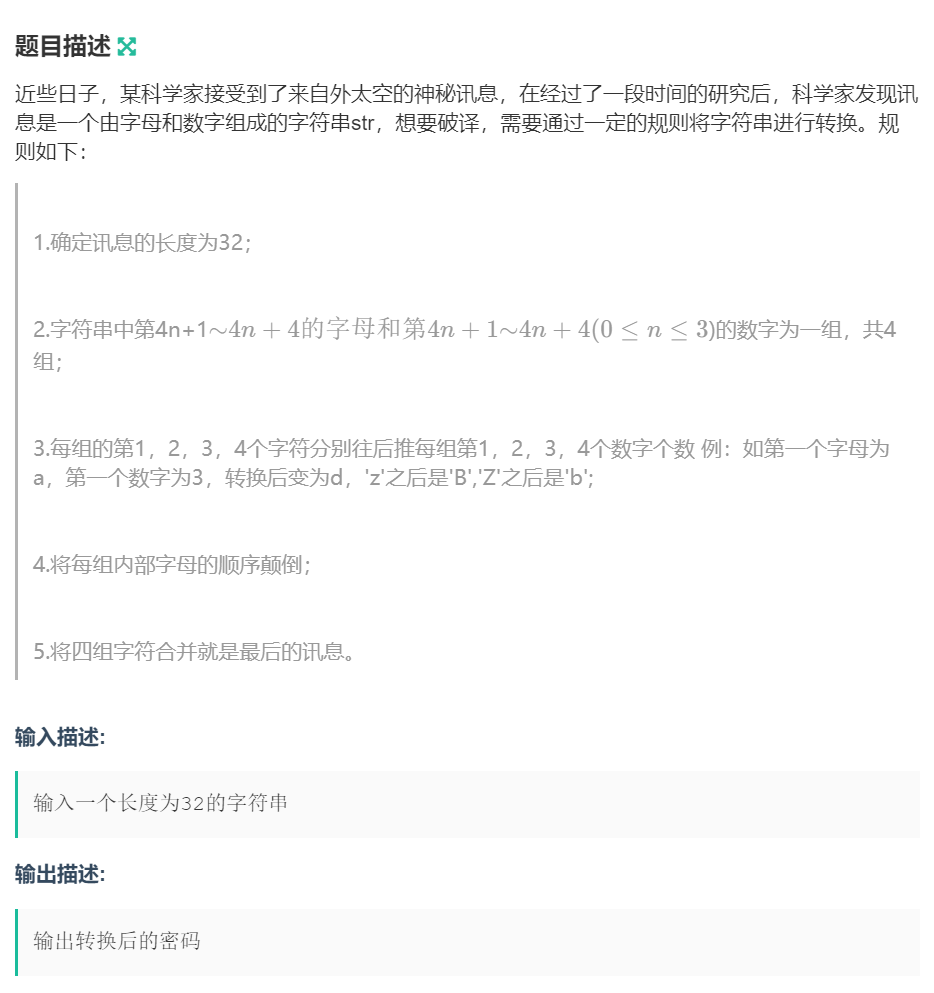 题目描述
近些日子，某科学家接受到了来自外太空的神秘讯息，在经过了一段时间的研究后，科学家发现讯
息是一个由字母和数字组成的字符串str，想要破译，需要通过一定的规则将字符串进行转换。规
则如下：
1.确定讯息的长度为32；
2.字符串中第4n+1~4n + 4的字母和第4n + 1~4n + 4(0 ≤ n ≤ 3)的数字为一组，共4
组；
3.每组的第1，2，3，4个字符分别往后推每组第1，2，3，4个数字个数 例：如第一个字母为
a，第一个数字为3，转换后变为d，'z'之后是'B','Z'之后是'b';
4.将每组内部字母的顺序颠倒；
5.将四组字符合并就是最后的讯息。
输入描述:
输入一个长度为32的字符串
输出描述:
输出转换后的密码